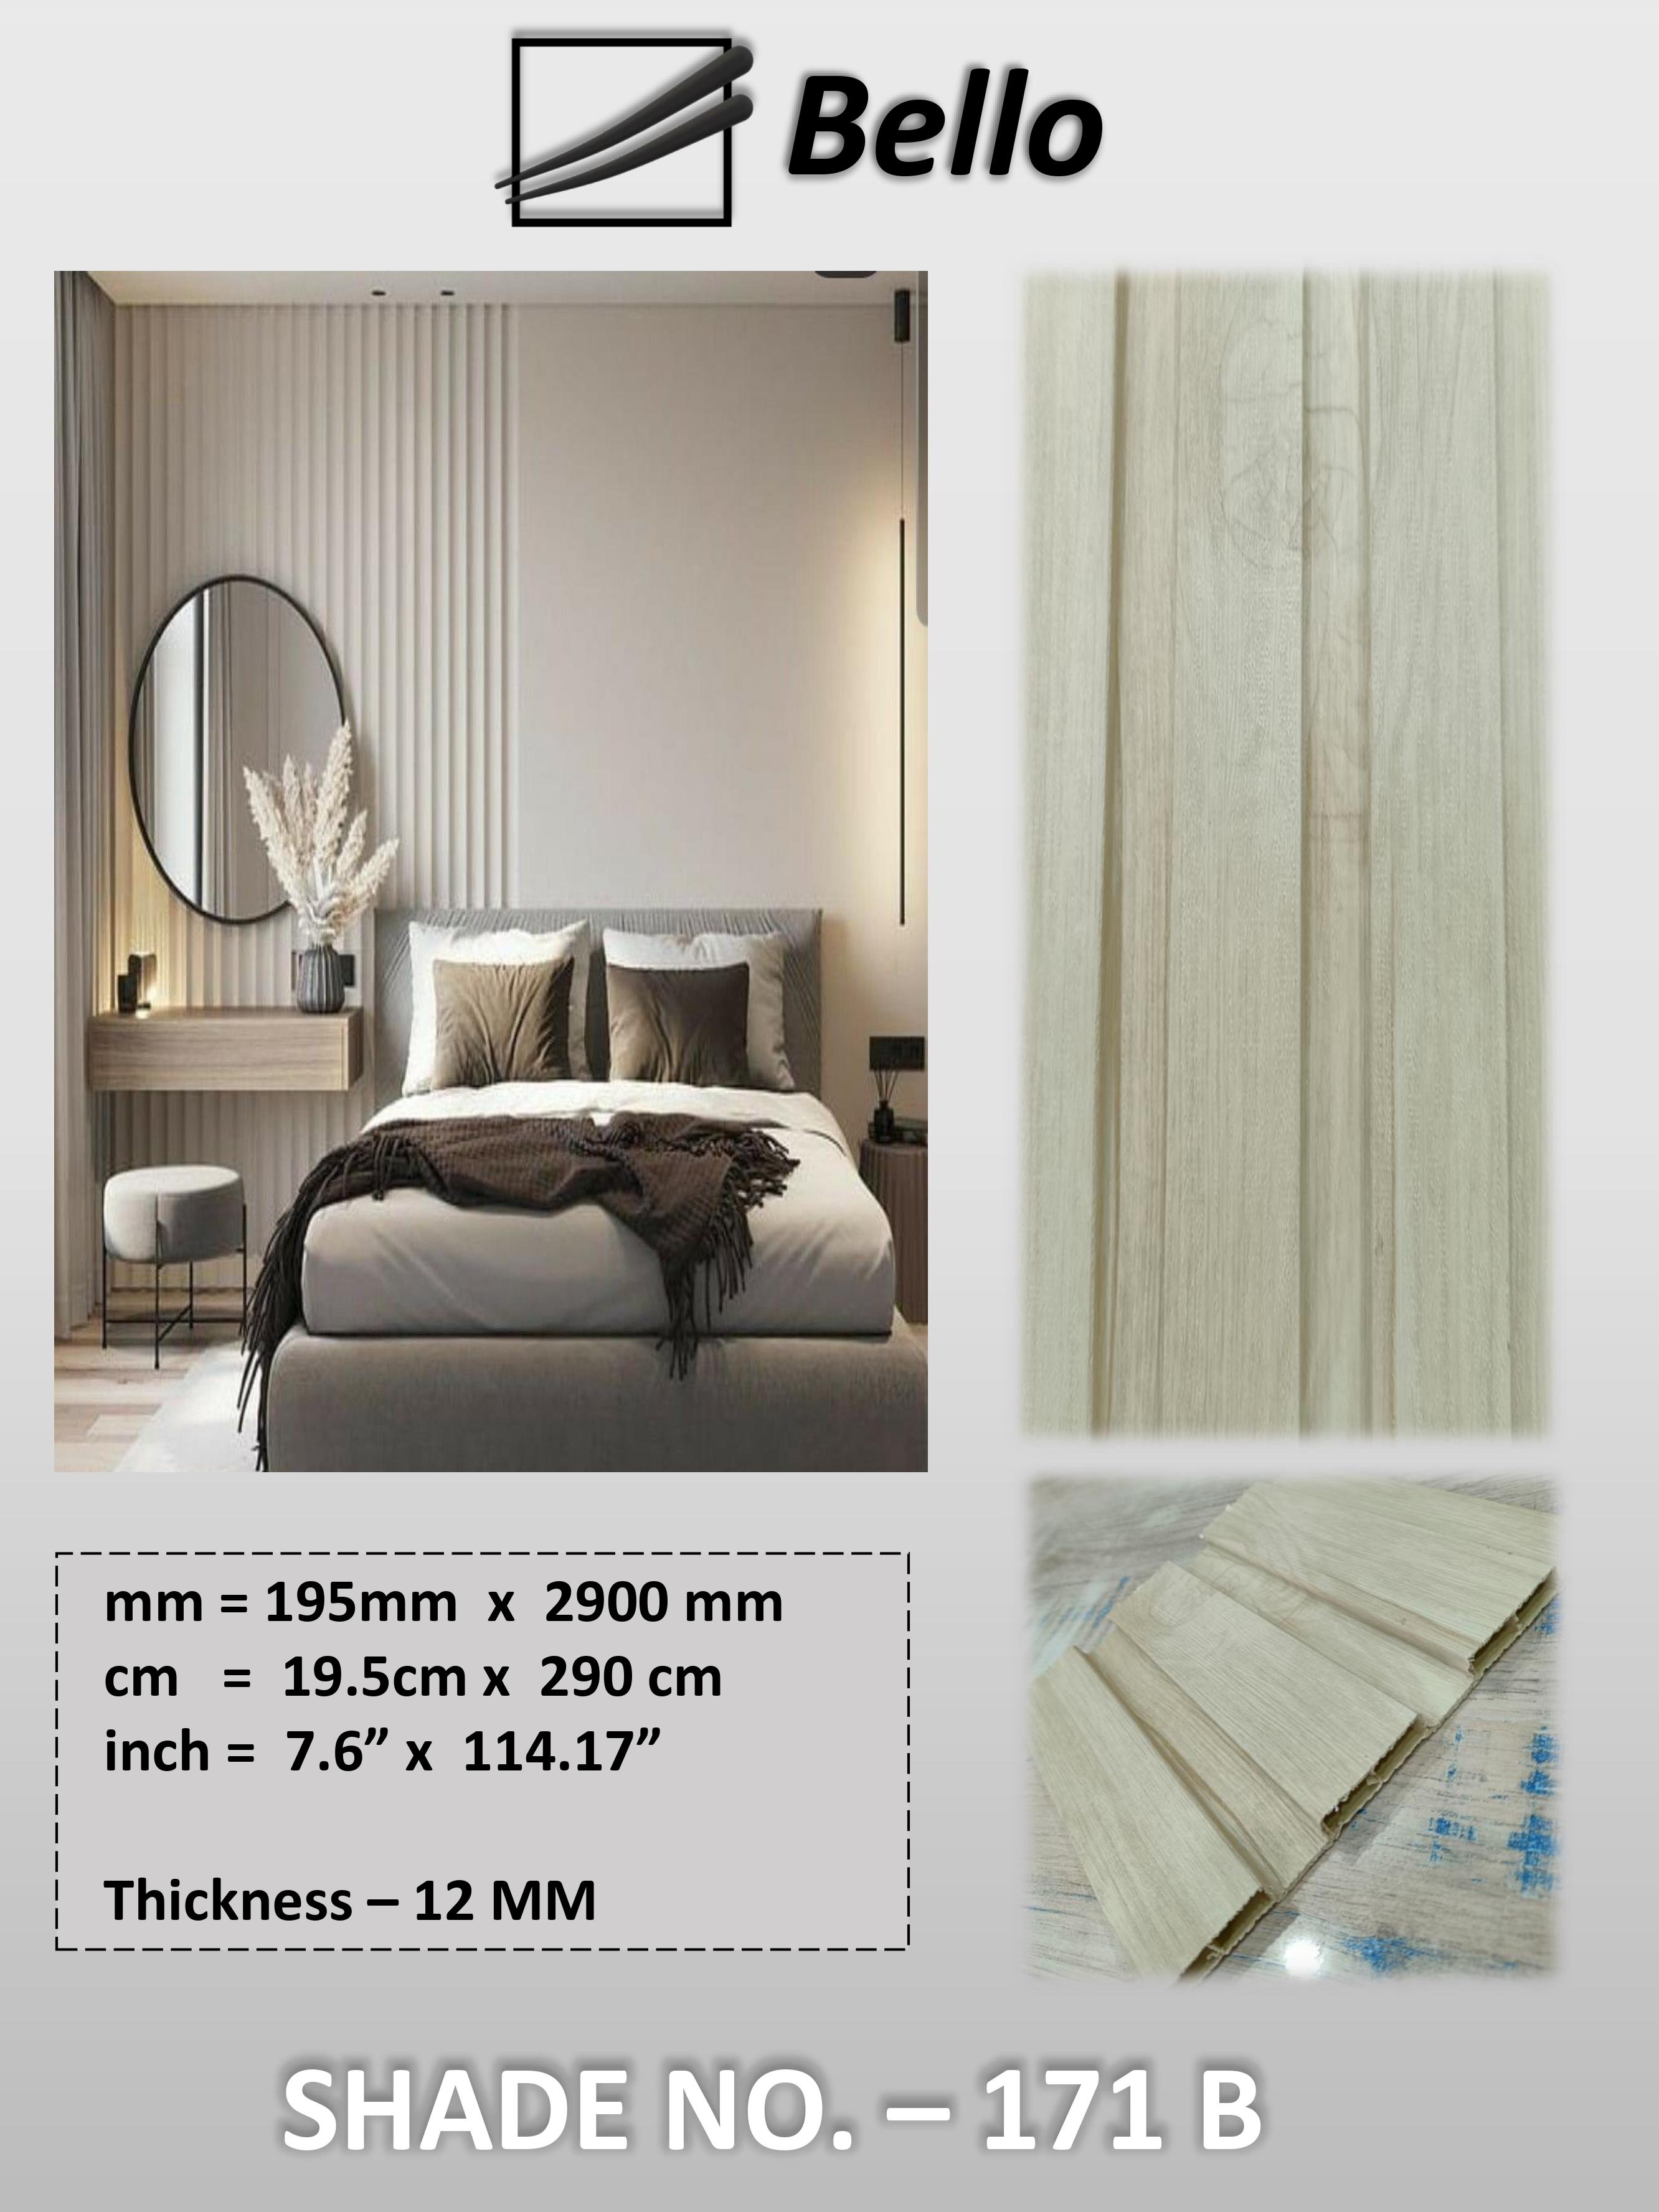 Bello
mm = 195mm x 2900 mm
cm = 19.5cm x 290 cm
inch = 7.6” x 114.17”
Thickness – 12 MM
SHADE NO. – 171 B